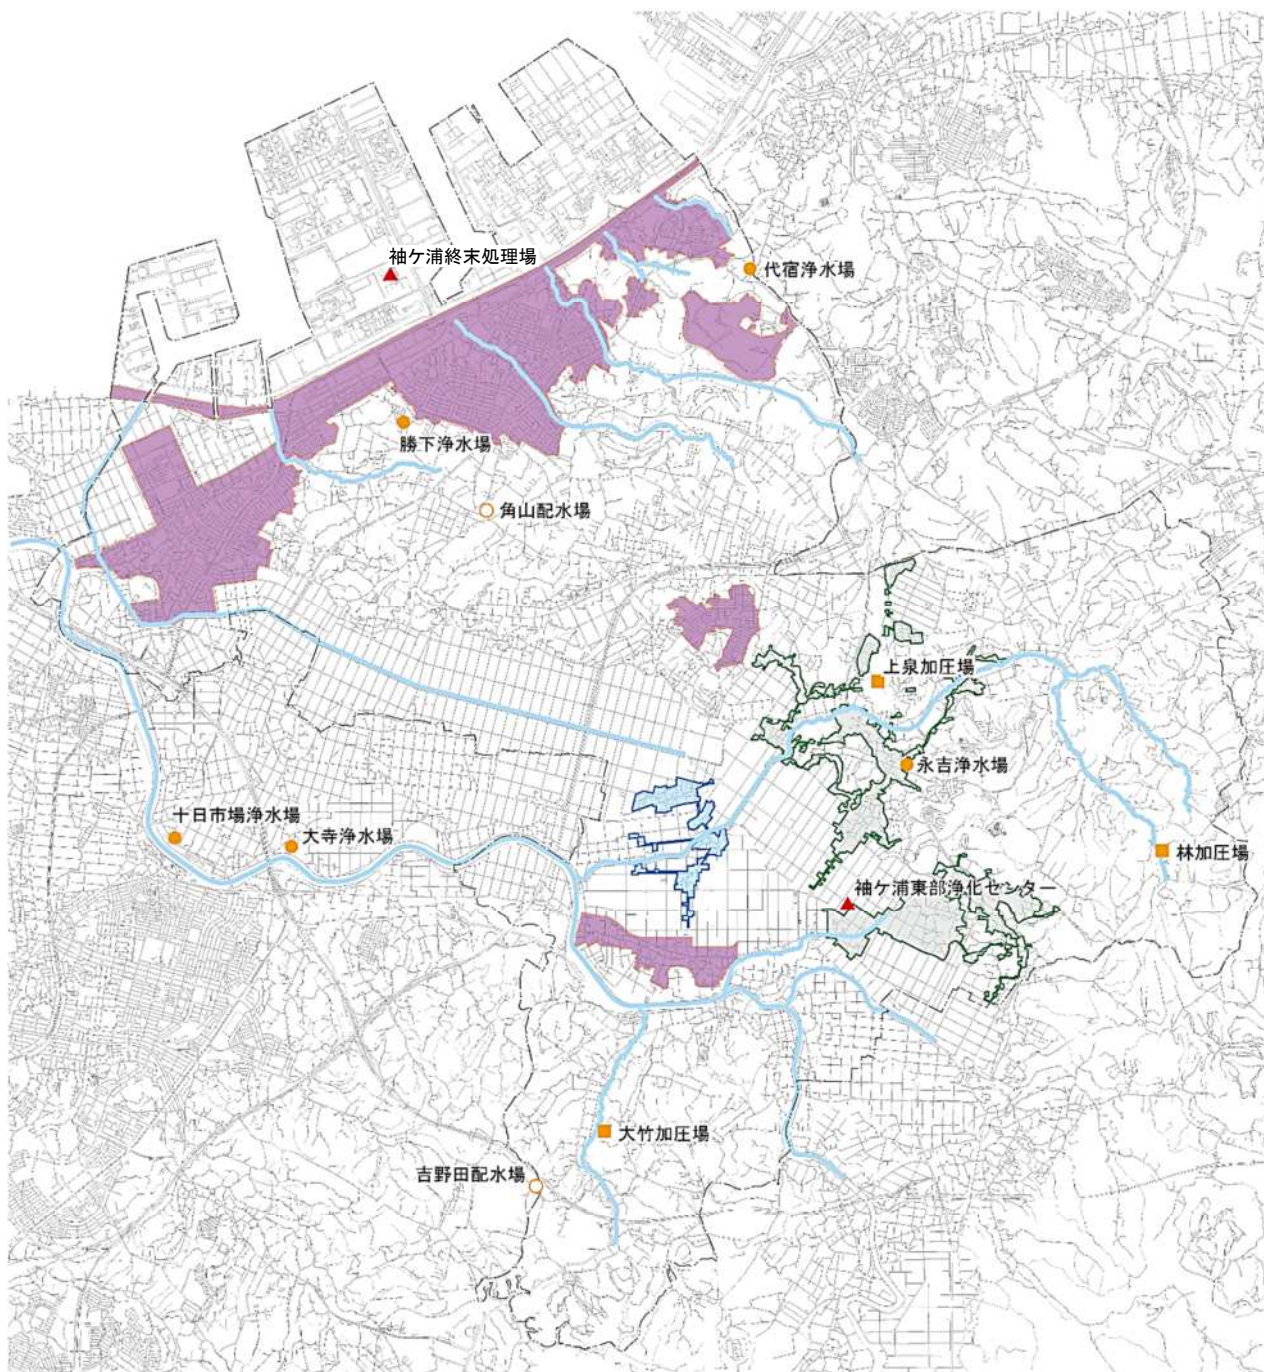 袖ケ浦終末処理場
代宿浄水場
勝下浄水場
角山配水場
上泉加圧場
永吉浄水場
十日市場浄水場
大寺浄水場
林加圧場
袖ケ浦東部浄化センター
大竹加圧場
吉野田配水場